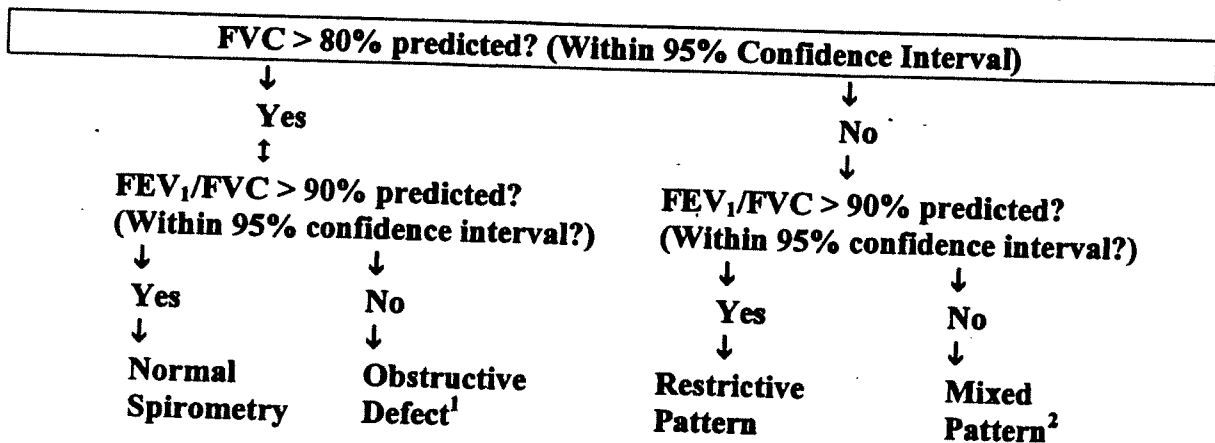 FVC > 80% predicted? (Within 95% Confidence Interval)
↓ ↓
Yes No
↕ ↓
FEV₁/FVC > 90% predicted? FEV₁/FVC > 90% predicted?
(Within 95% confidence interval?) (Within 95% confidence interval?)
↓ ↓ ↓ ↓
Yes No Yes No
↓ ↓ ↓ ↓
Normal Obstructive Restrictive Mixed
Spirometry Defect¹ Pattern Pattern²